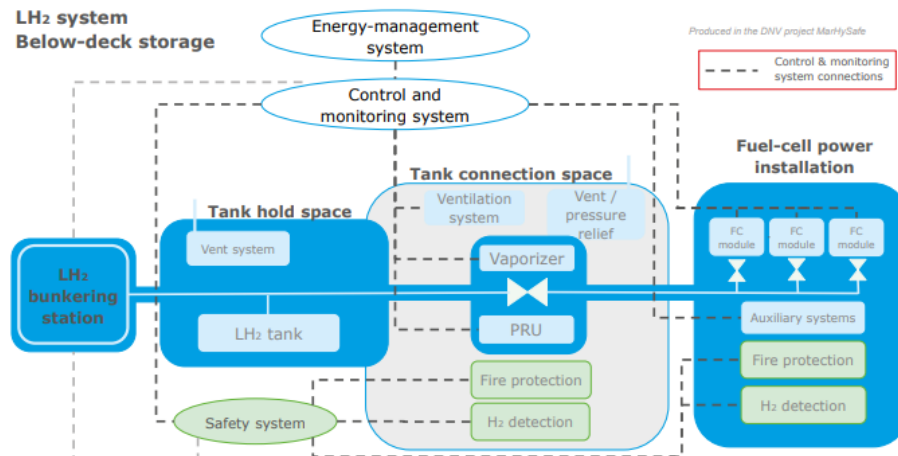 LH₂ system
Below-deck storage
Energy-management
system
Produced in the DNV project MarHySafe
Control & monitoring
system connections
Control and
monitoring system
Fuel-cell power
installation
Tank connection space
Tank hold space
Ventilation
system
Vent /
pressure
relief
Vent system
FC
module
FC
module
FC
module
Vaporizer
LH₂
bunkering
station
LH₂ tank
PRU
Auxiliary systems
Fire protection
H₂ detection
Fire protection
H₂ detection
Safety system